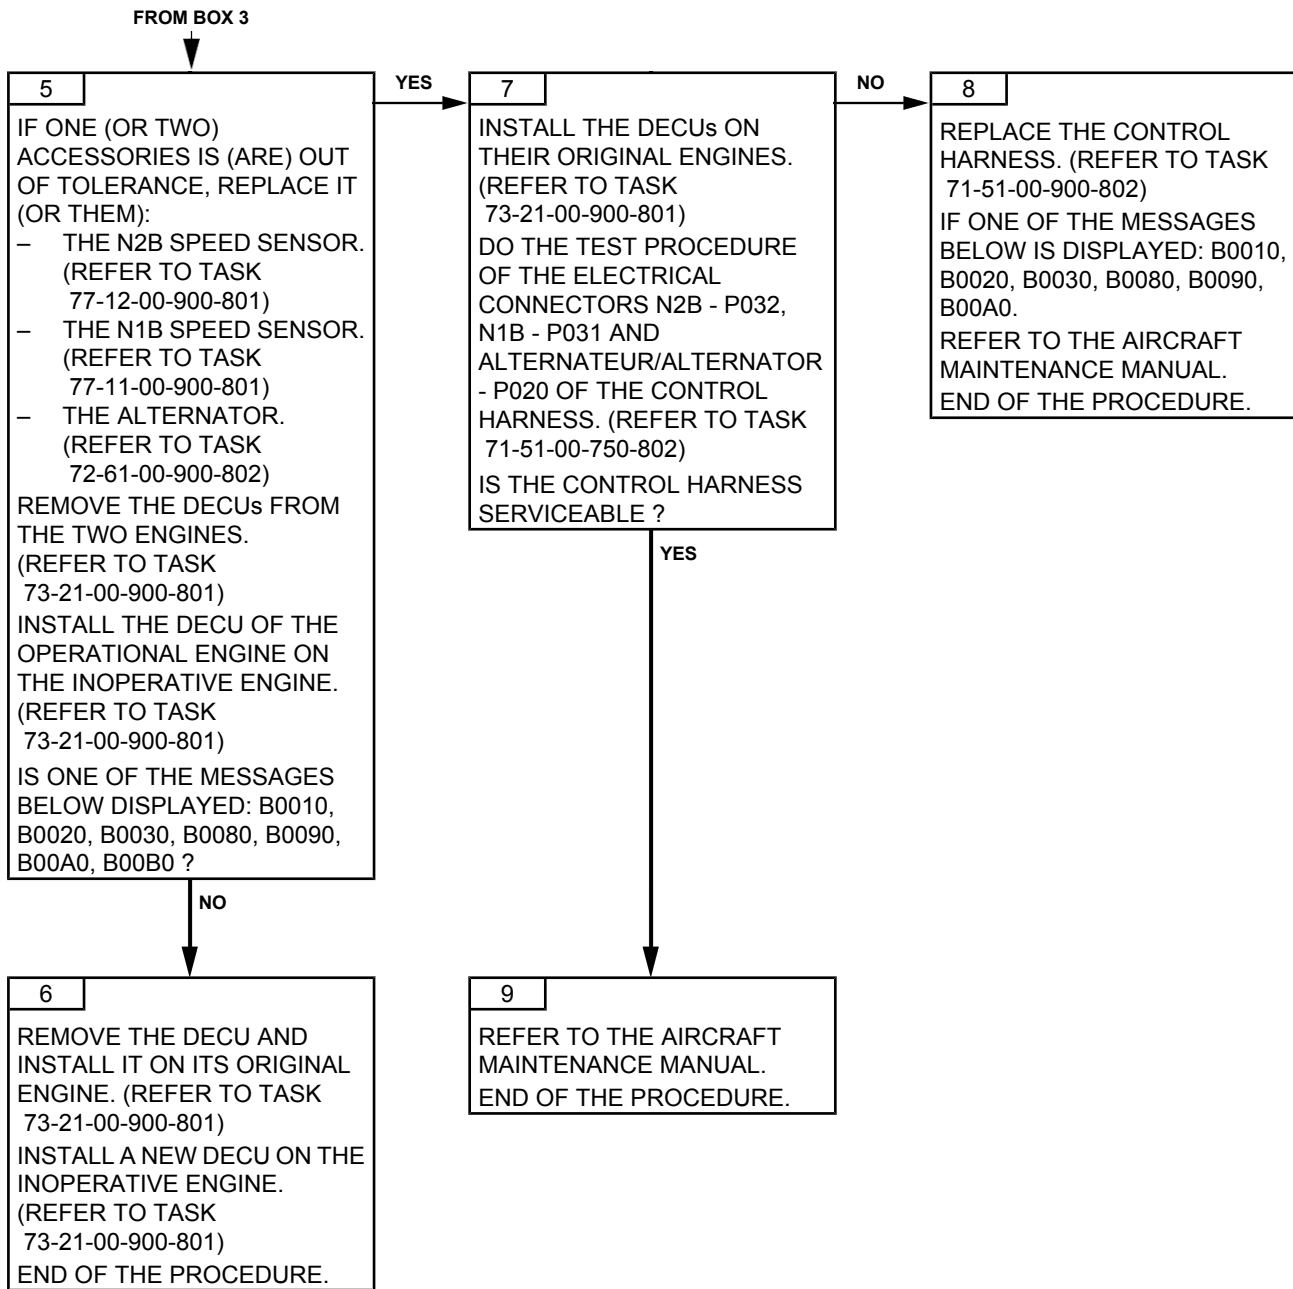 FROM BOX 3
5
IF ONE (OR TWO)
ACCESSORIES IS (ARE) OUT
OF TOLERANCE, REPLACE IT
(OR THEM):
– THE N2B SPEED SENSOR.
(REFER TO TASK
77-12-00-900-801)
– THE N1B SPEED SENSOR.
(REFER TO TASK
77-11-00-900-801)
– THE ALTERNATOR.
(REFER TO TASK
72-61-00-900-802)
REMOVE THE DECUs FROM
THE TWO ENGINES.
(REFER TO TASK
73-21-00-900-801)
INSTALL THE DECU OF THE
OPERATIONAL ENGINE ON
THE INOPERATIVE ENGINE.
(REFER TO TASK
73-21-00-900-801)
IS ONE OF THE MESSAGES
BELOW DISPLAYED: B0010,
B0020, B0030, B0080, B0090,
B00A0, B00B0 ?
YES
NO
7
INSTALL THE DECUs ON
THEIR ORIGINAL ENGINES.
(REFER TO TASK
73-21-00-900-801)
DO THE TEST PROCEDURE
OF THE ELECTRICAL
CONNECTORS N2B - P032,
N1B - P031 AND
ALTERNATEUR/ALTERNATOR
- P020 OF THE CONTROL
HARNESS. (REFER TO TASK
71-51-00-750-802)
IS THE CONTROL HARNESS
SERVICEABLE ?
NO
YES
8
REPLACE THE CONTROL
HARNESS. (REFER TO TASK
71-51-00-900-802)
IF ONE OF THE MESSAGES
BELOW IS DISPLAYED: B0010,
B0020, B0030, B0080, B0090,
B00A0.
REFER TO THE AIRCRAFT
MAINTENANCE MANUAL.
END OF THE PROCEDURE.
6
REMOVE THE DECU AND
INSTALL IT ON ITS ORIGINAL
ENGINE. (REFER TO TASK
73-21-00-900-801)
INSTALL A NEW DECU ON THE
INOPERATIVE ENGINE.
(REFER TO TASK
73-21-00-900-801)
END OF THE PROCEDURE.
9
REFER TO THE AIRCRAFT
MAINTENANCE MANUAL.
END OF THE PROCEDURE.